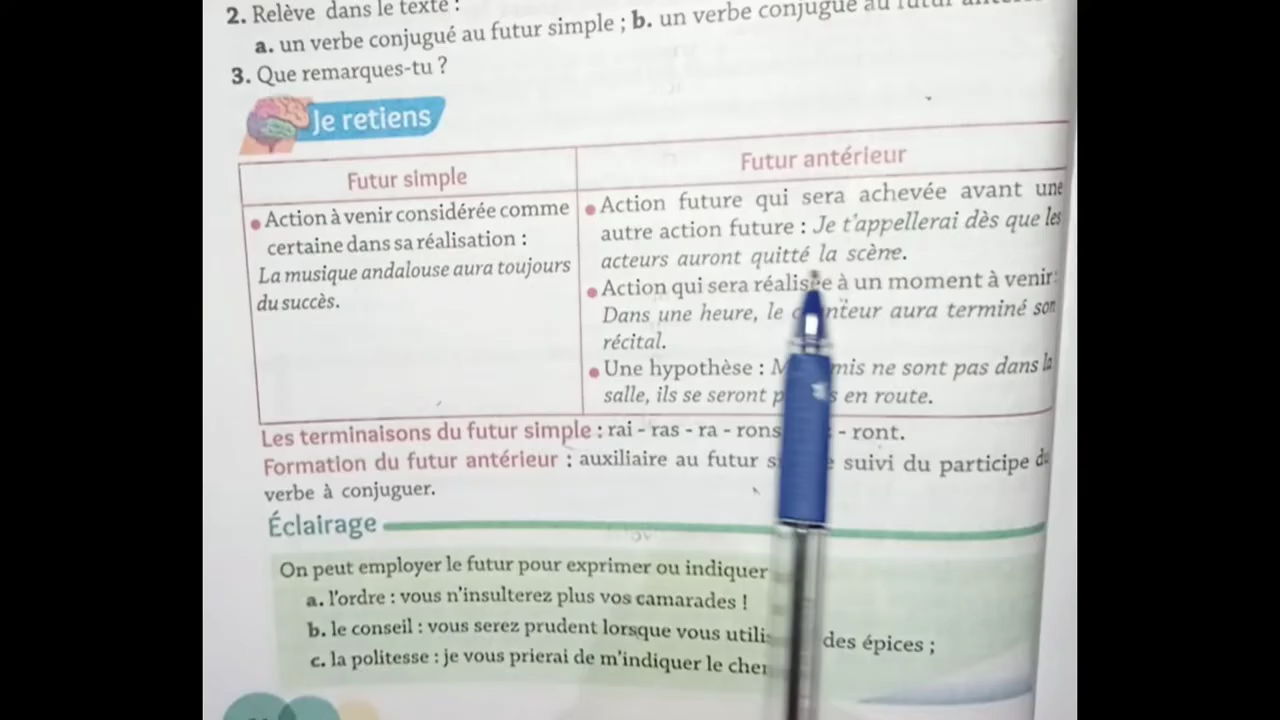 2. Relève dans le texte :
a. un verbe conjugué au futur simple ; b. un verbe conjugué au futur
3. Que remarques-tu ?
Je retiens
Futur simple
Futur antérieur
• Action à venir considérée comme
certaine dans sa réalisation :
La musique andalouse aura toujours
du succès.
• Action future qui sera achevée avant une
autre action future : Je t'appellerai dès que les
acteurs auront quitté la scène.
• Action qui sera réalisée à un moment à venir :
Dans une heure, le chanteur aura terminé son
récital.
• Une hypothèse : ne sont pas dans la
salle, ils se seront en route.
Les terminaisons du futur simple : rai - ras - ra - rons - ront.
Formation du futur antérieur : auxiliaire au futur suivi du participe du
verbe à conjuguer.
Éclairage
On peut employer le futur pour exprimer ou indiquer
a. l'ordre : vous n'insulterez plus vos camarades !
b. le conseil : vous serez prudent lorsque vous des épices ;
c. la politesse : je vous prierai de m'indiquer le